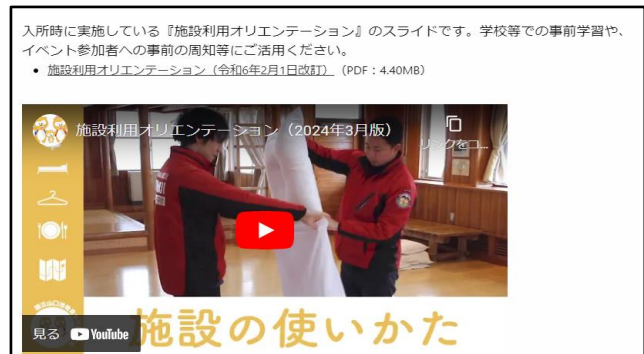 入所時に実施している『施設利用オリエンテーション』のスライドです。学校等での事前学習や、
イベント参加者への事前の周知等にご活用ください。
• 施設利用オリエンテーション（令和6年2月1日改訂）（PDF：4.40MB）
施設利用オリエンテーション（2024年3月版）
リンクをコ...
施設の使いかた
見る YouTube